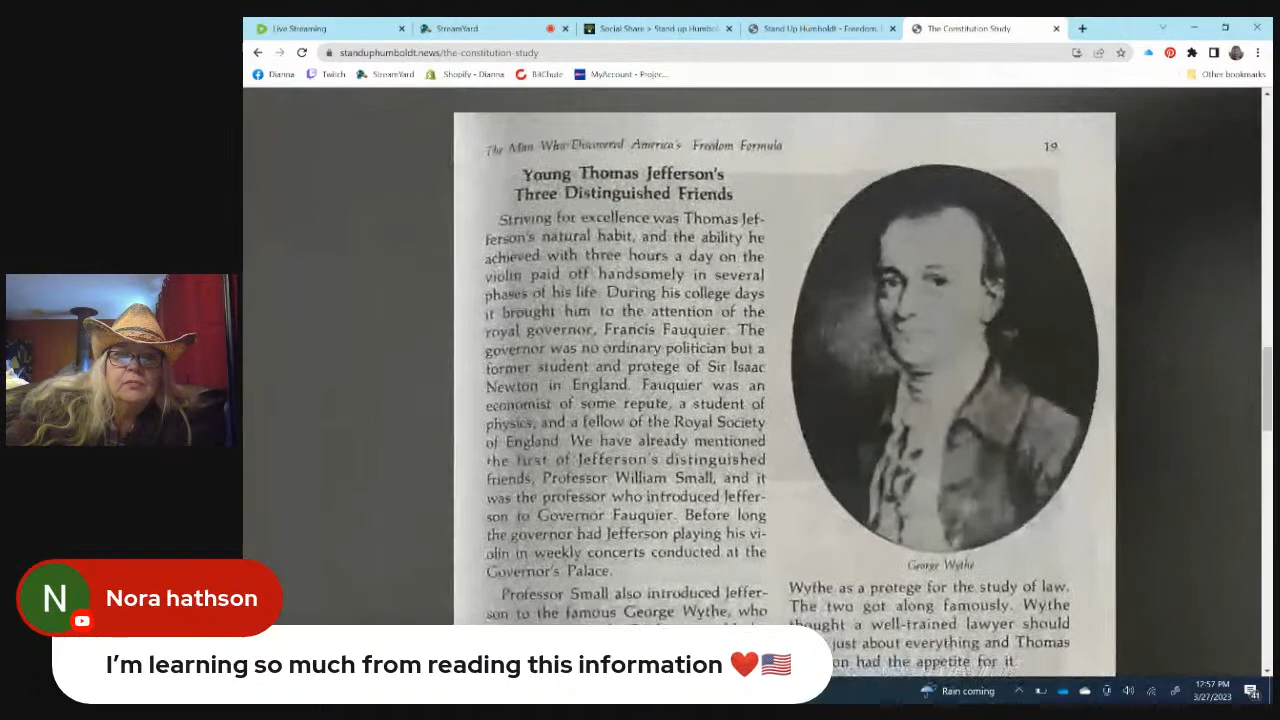 Live Streaming
StreamYard
Social Share > Stand up Humbol
Stand Up Humboldt - Freedom,
The Constitution Study
standuphumboldt.news/the-constitution-study
Dianna
Twitch
StreamYard
Shopify - Dianna
BitChute
MyAccount - Projec...
Other bookmarks
The Man Who Discovered America's Freedom Formula
19
Young Thomas Jefferson's
Three Distinguished Friends
Striving for excellence was Thomas Jef-
ferson's natural habit, and the ability he
achieved with three hours a day on the
violin paid off handsomely in several
phases of his life. During his college days
it brought him to the attention of the
royal governor, Francis Fauquier. The
governor was no ordinary politician but a
former student and protege of Sir Isaac
Newton in England. Fauquier was an
economist of some repute, a student of
physics, and a fellow of the Royal Society
of England. We have already mentioned
the first of Jefferson's distinguished
friends, Professor William Small, and it
was the professor who introduced Jeffer-
son to Governor Fauquier. Before long
the governor had Jefferson playing his vi-
olin in weekly concerts conducted at the
Governor's Palace.
Professor Small also introduced Jeffer-
son to the famous George Wythe, who
George Wythe
Wythe as a protege for the study of law.
The two got along famously. Wythe
thought a well-trained lawyer should
just about everything and Thomas
on had the appetite for it.
N
Nora hathson
I'm learning so much from reading this information ❤️🇺🇸
Rain coming
12:57 PM
3/27/2023
41